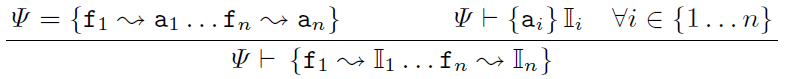 Ψ = {f₁ ⤳ a₁ … fₙ ⤳ aₙ} Ψ ⊢ {aᵢ} 𝕀ᵢ ∀i ∈ {1 … n}
Ψ ⊢ {f₁ ⤳ 𝕀₁ … fₙ ⤳ 𝕀ₙ}